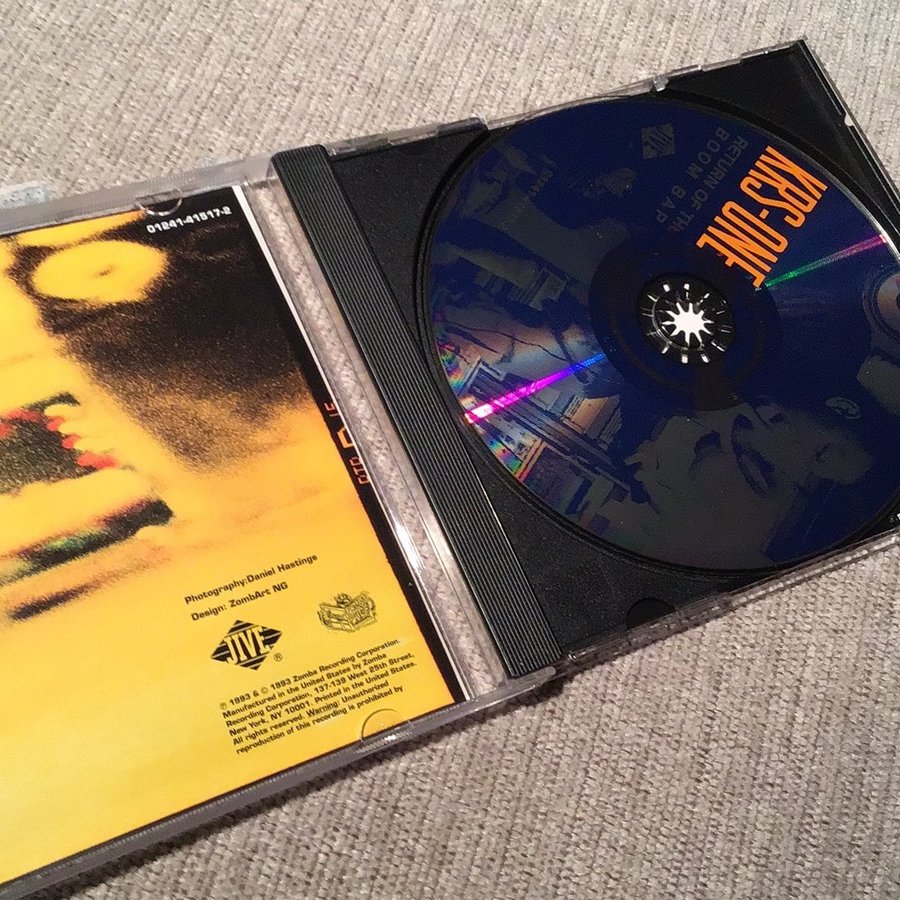 01241-41517-2
Photography:Daniel Hastings
Design: ZombArt NG
JIVE
®
℗ 1993 & © 1993 Zomba Recording Corporation.
Manufactured in the United States by Zomba
Recording Corporation, 137-139 West 25th Street,
New York, NY 10001. Printed in the United States.
All rights reserved. Warning: Unauthorized
reproduction of this recording is prohibited by
KRS-ONE
RETURN OF THE
BOOM BAP
JIVE